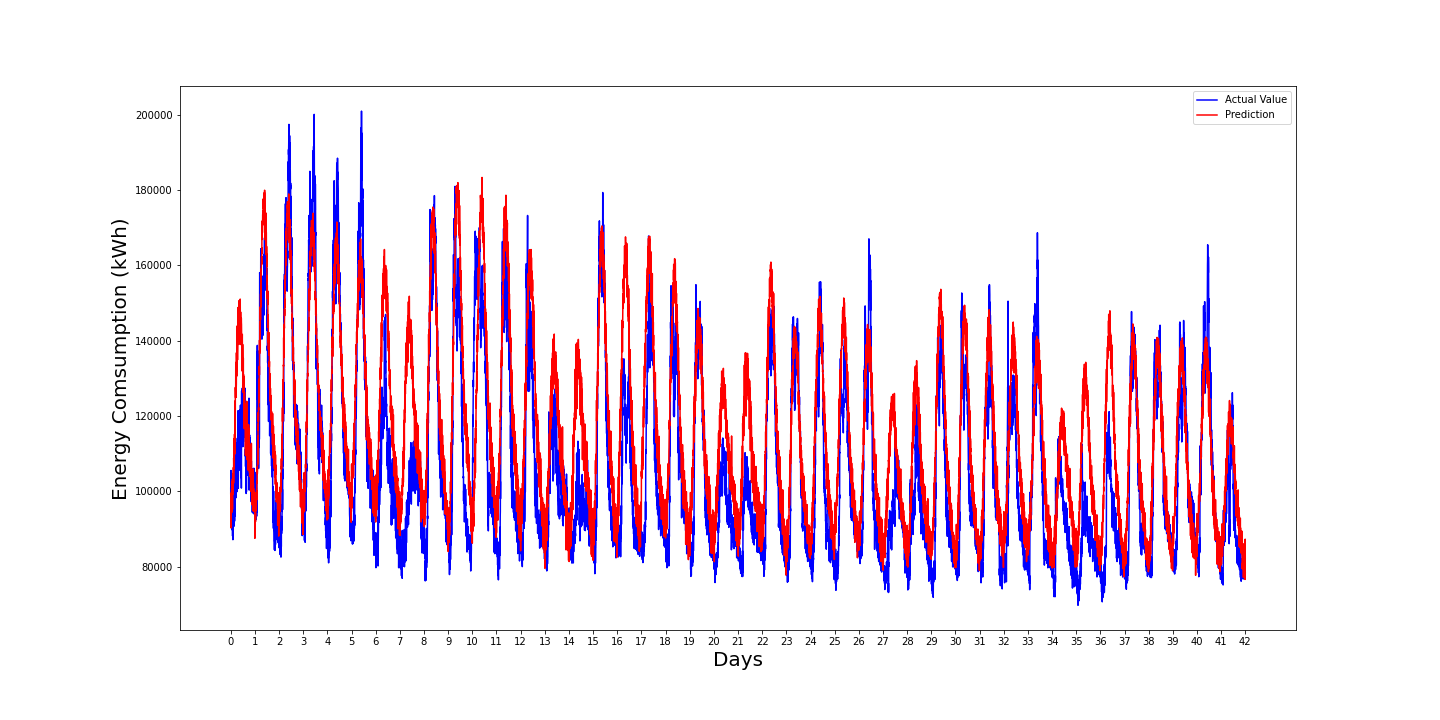 Actual Value
Prediction
200000
180000
160000
140000
120000
100000
80000
Energy Comsumption (kWh)
0 1 2 3 4 5 6 7 8 9 10 11 12 13 14 15 16 17 18 19 20 21 22 23 24 25 26 27 28 29 30 31 32 33 34 35 36 37 38 39 40 41 42
Days